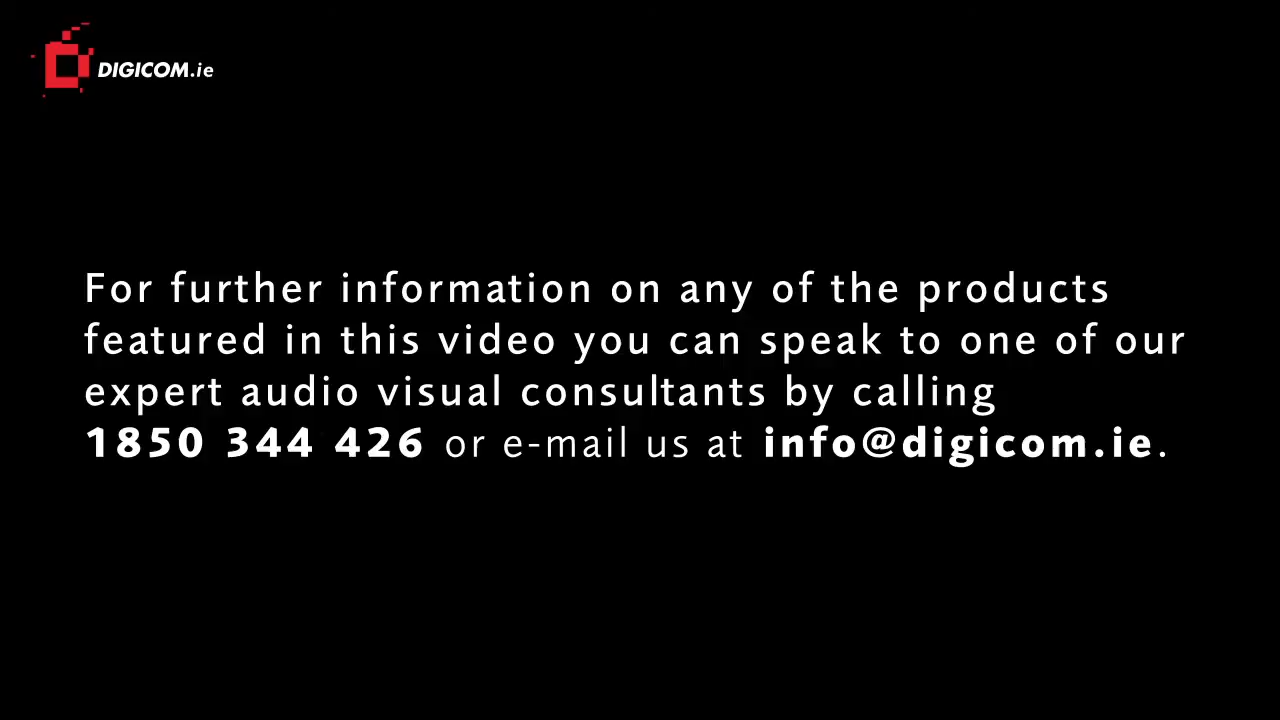 DIGICOM.ie
For further information on any of the products
featured in this video you can speak to one of our
expert audio visual consultants by calling
1850 344 426 or e-mail us at info@digicom.ie.